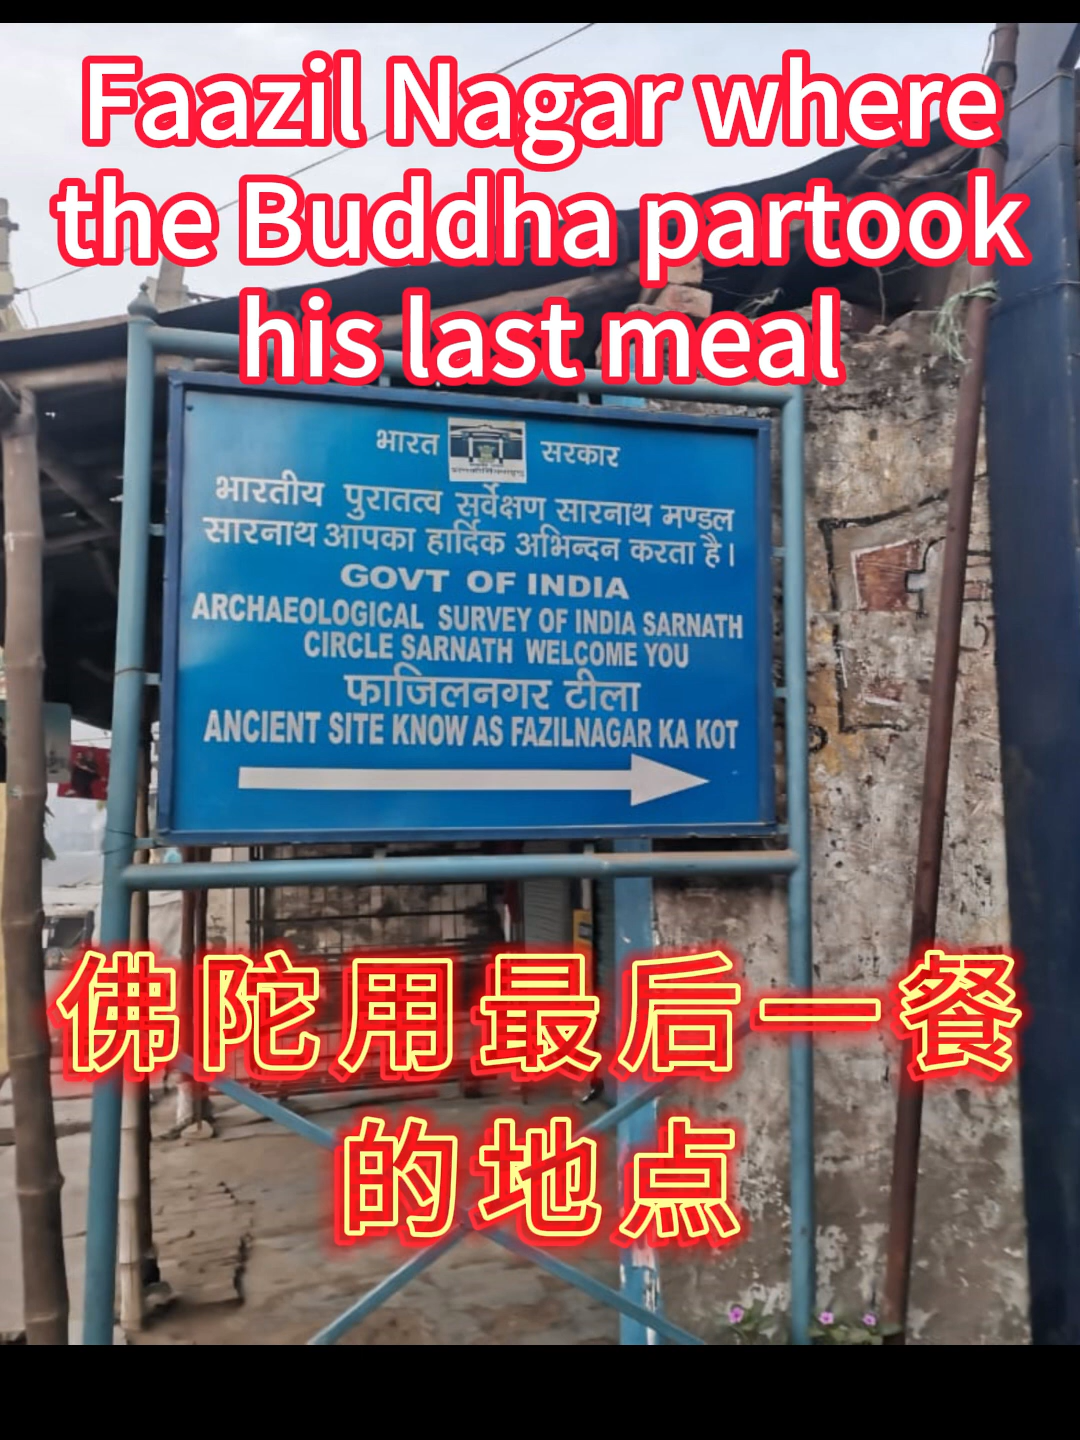 Faazil Nagar where
the Buddha partook
his last meal
भारत सरकार
भारतीय पुरातत्व सर्वेक्षण सारनाथ मण्डल
सारनाथ आपका हार्दिक अभिनन्दन करता है।
GOVT OF INDIA
ARCHAEOLOGICAL SURVEY OF INDIA SARNATH
CIRCLE SARNATH WELCOME YOU
फाजिलनगर टीला
ANCIENT SITE KNOW AS FAZILNAGAR KA KOT
佛陀用最后一餐
的地点